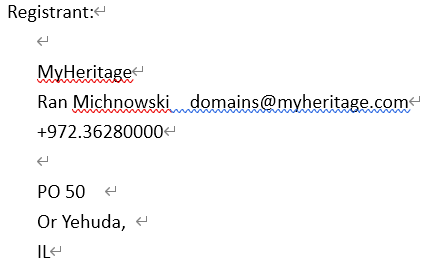 Registrant:
MyHeritage
Ran Michnowski domains@myheritage.com
+972.36280000
PO 50
Or Yehuda,
IL